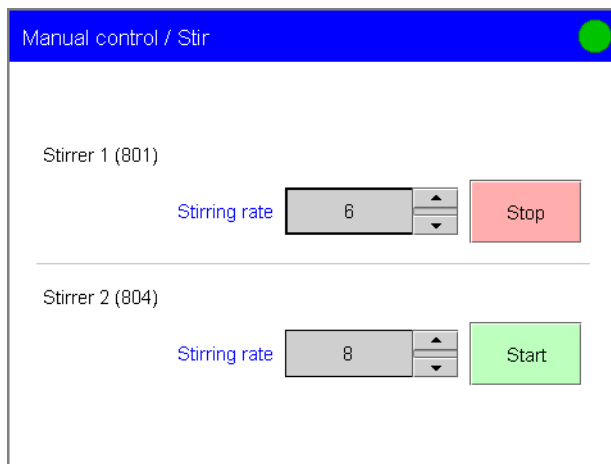 Manual control / Stir
Stirrer 1 (801)
Stirring rate 6 Stop
Stirrer 2 (804)
Stirring rate 8 Start